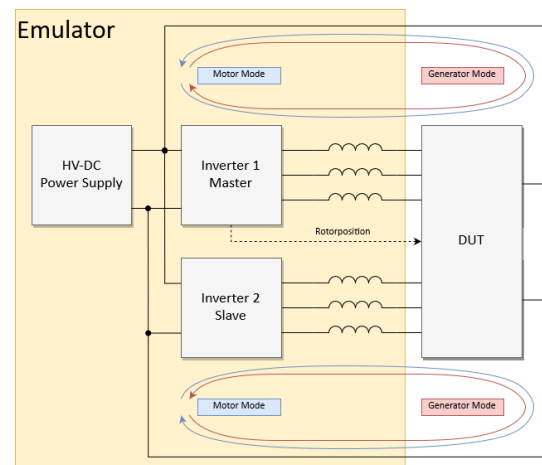 Emulator
Motor Mode
Generator Mode
HV-DC
Power Supply
Inverter 1
Master
Rotorposition
DUT
Inverter 2
Slave
Motor Mode
Generator Mode